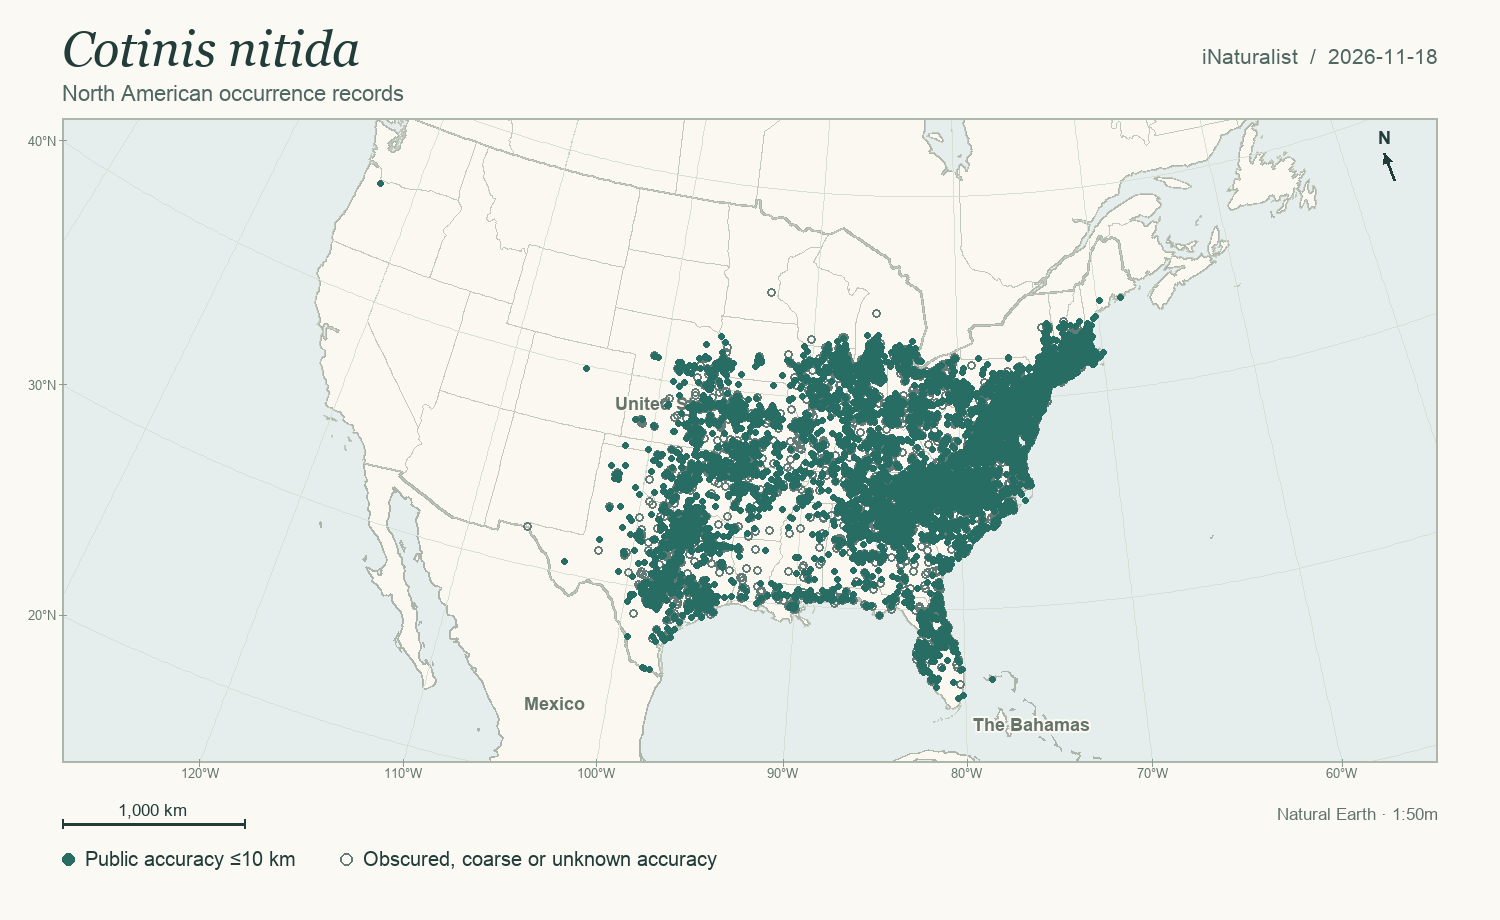 Cotinis nitida
iNaturalist / 2026-11-18
North American occurrence records
N
40°N
30°N
20°N
United S
Mexico
The Bahamas
120°W 110°W 100°W 90°W 80°W 70°W 60°W
1,000 km
Natural Earth · 1:50m
Public accuracy ≤10 km
Obscured, coarse or unknown accuracy